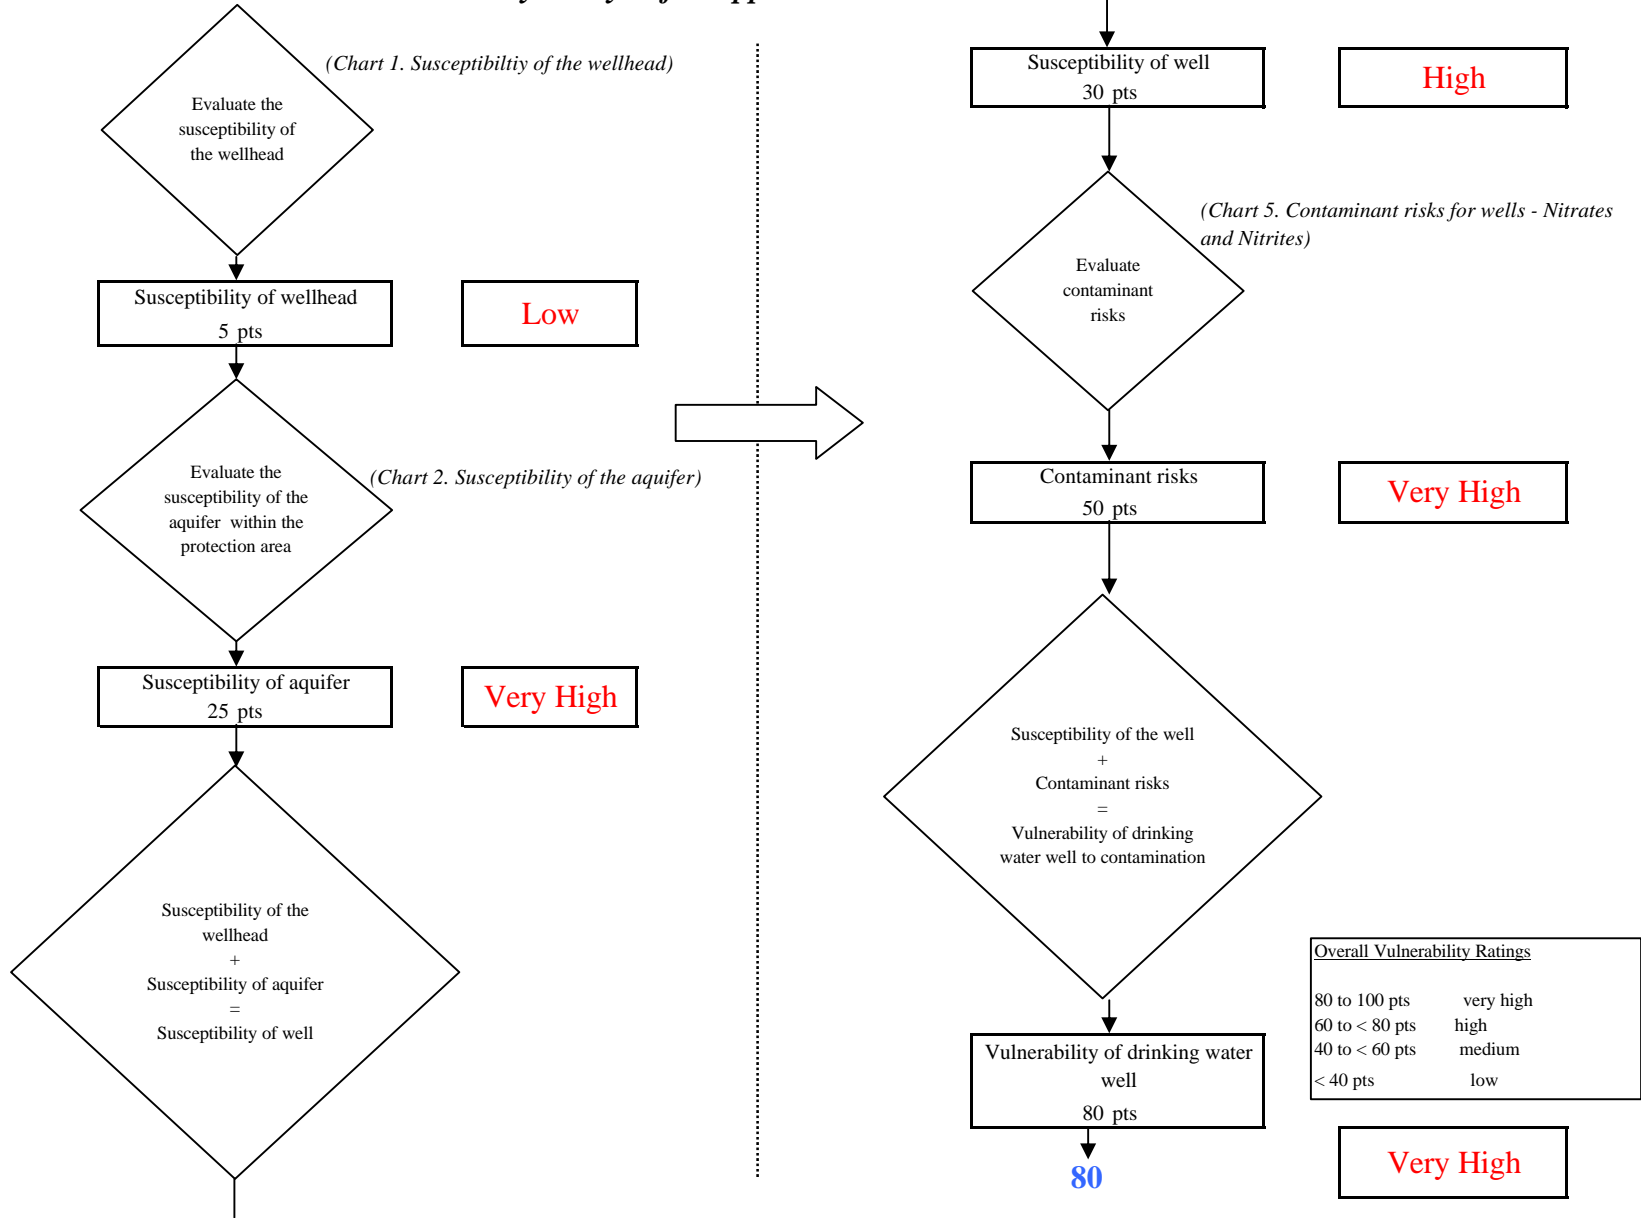 (Chart 1. Susceptibiltiy of the wellhead)
Evaluate the
susceptibility of
the wellhead
Susceptibility of wellhead
5 pts
Low
Evaluate the
susceptibility of the
aquifer within the
protection area
(Chart 2. Susceptibility of the aquifer)
Susceptibility of aquifer
25 pts
Very High
Susceptibility of the
wellhead
+
Susceptibility of aquifer
=
Susceptibility of well
Susceptibility of well
30 pts
High
(Chart 5. Contaminant risks for wells - Nitrates
and Nitrites)
Evaluate
contaminant
risks
Contaminant risks
50 pts
Very High
Susceptibility of the well
+
Contaminant risks
=
Vulnerability of drinking
water well to contamination
Overall Vulnerability Ratings
80 to 100 pts very high
60 to < 80 pts high
40 to < 60 pts medium
< 40 pts low
Vulnerability of drinking water
well
80 pts
80
Very High